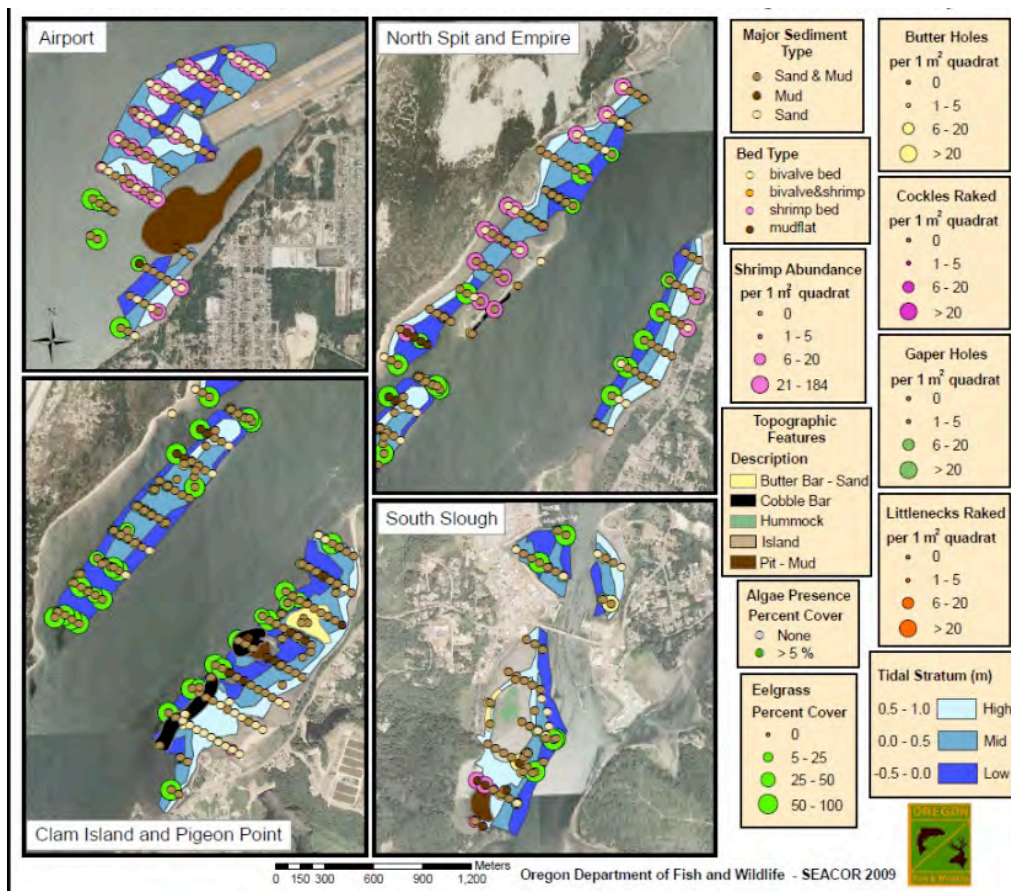 Airport
N
North Spit and Empire
Clam Island and Pigeon Point
South Slough
Major Sediment
Type
Sand & Mud
Mud
Sand
Bed Type
bivalve bed
bivalve&shrimp
shrimp bed
mudflat
Shrimp Abundance
per 1 m² quadrat
0
1 - 5
6 - 20
21 - 184
Topographic
Features
Description
Butter Bar - Sand
Cobble Bar
Hummock
Island
Pit - Mud
Algae Presence
Percent Cover
None
> 5 %
Eelgrass
Percent Cover
0
5 - 25
25 - 50
50 - 100
Butter Holes
per 1 m² quadrat
0
1 - 5
6 - 20
> 20
Cockles Raked
per 1 m² quadrat
0
1 - 5
6 - 20
> 20
Gaper Holes
per 1 m² quadrat
0
1 - 5
6 - 20
> 20
Littlenecks Raked
per 1 m² quadrat
0
1 - 5
6 - 20
> 20
Tidal Stratum (m)
0.5 - 1.0 High
0.0 - 0.5 Mid
-0.5 - 0.0 Low
OREGON
Fish & Wildlife
Meters
0 150 300 600 900 1,200
Oregon Department of Fish and Wildlife - SEACOR 2009